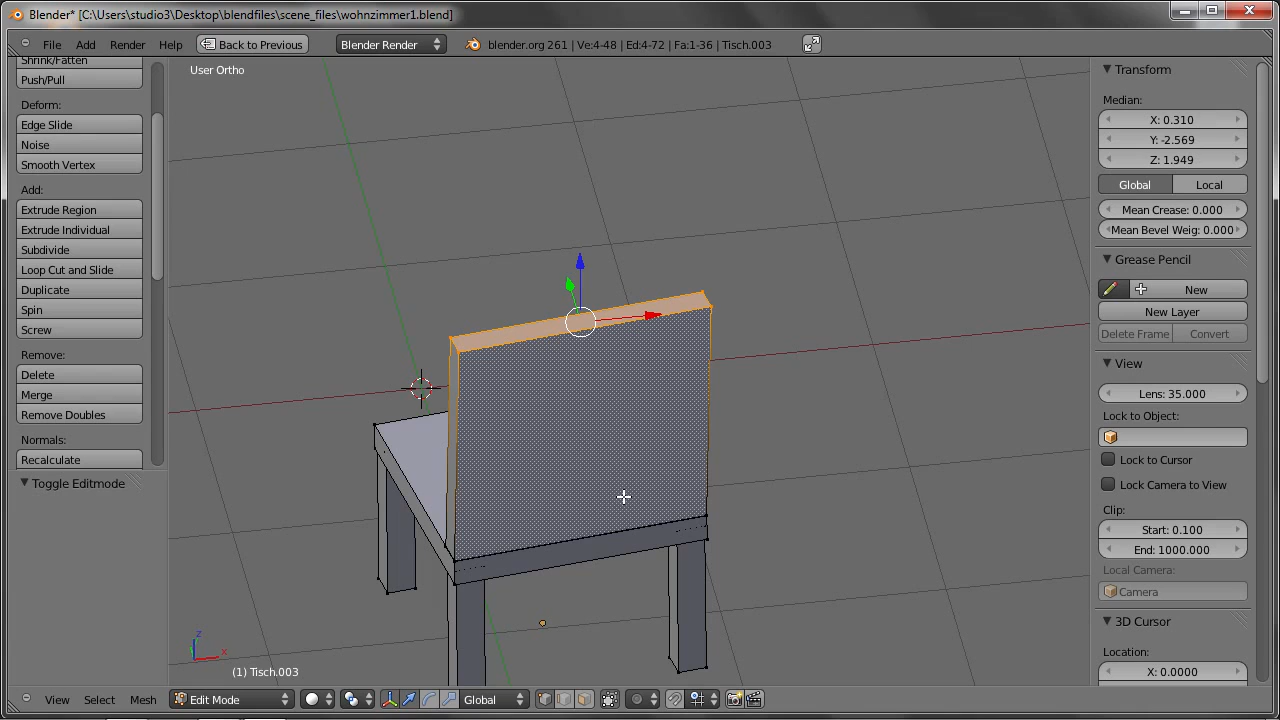 Blender* [C:\Users\studio3\Desktop\blendfiles\scene_files\wohnzimmer1.blend]
File Add Render Help Back to Previous Blender Render blender.org 261 | Ve:4-48 | Ed:4-72 | Fa:1-36 | Tisch.003
Shrink/Fatten
Push/Pull
Deform:
Edge Slide
Noise
Smooth Vertex
Add:
Extrude Region
Extrude Individual
Subdivide
Loop Cut and Slide
Duplicate
Spin
Screw
Remove:
Delete
Merge
Remove Doubles
Normals:
Recalculate
Toggle Editmode
User Ortho
z
x
(1) Tisch.003
Transform
Median:
X: 0.310
Y: -2.569
Z: 1.949
Global Local
Mean Crease: 0.000
Mean Bevel Weig: 0.000
Grease Pencil
New
New Layer
Delete Frame Convert
View
Lens: 35.000
Lock to Object:
Lock to Cursor
Lock Camera to View
Clip:
Start: 0.100
End: 1000.000
Local Camera:
Camera
3D Cursor
Location:
X: 0.0000
View Select Mesh Edit Mode Global